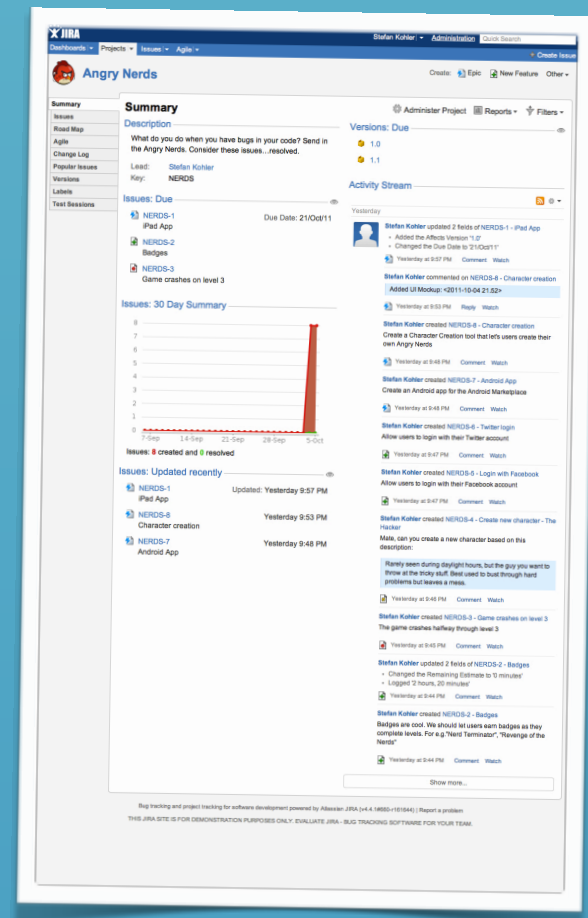 JIRA
Stefan Kohler
Administration
Quick Search
Dashboards
Projects
Issues
Agile
Create Issue
Angry Nerds
Create: Epic New Feature Other
Summary
Issues
Road Map
Agile
Change Log
Popular Issues
Versions
Labels
Test Sessions
Summary
Administer Project Reports Filters
Description
What do you do when you have bugs in your code? Send in
the Angry Nerds. Consider these issues...resolved.
Lead: Stefan Kohler
Key: NERDS
Issues: Due
NERDS-1 Due Date: 21/Oct/11
iPad App
NERDS-2
Badges
NERDS-3
Game crashes on level 3
Issues: 30 Day Summary
8
7
6
5
4
3
2
1
0
7-Sep 14-Sep 21-Sep 28-Sep 5-Oct
Issues: 8 created and 0 resolved
Issues: Updated recently
NERDS-1 Updated: Yesterday 9:57 PM
iPad App
NERDS-8 Yesterday 9:53 PM
Character creation
NERDS-7 Yesterday 9:48 PM
Android App
Versions: Due
1.0
1.1
Activity Stream
Yesterday
Stefan Kohler updated 2 fields of NERDS-1 - iPad App
Added the Affects Version '1.0'
Changed the Due Date to '21/Oct/11'
Yesterday at 9:57 PM Comment Watch
Stefan Kohler commented on NERDS-8 - Character creation
Added UI Mockup: <2011-10-04 21.52>
Yesterday at 9:53 PM Reply Watch
Stefan Kohler created NERDS-8 - Character creation
Create a Character Creation tool that let's users create their
own Angry Nerds
Yesterday at 9:48 PM Comment Watch
Stefan Kohler created NERDS-7 - Android App
Create an Android app for the Android Marketplace
Yesterday at 9:48 PM Comment Watch
Stefan Kohler created NERDS-6 - Twitter login
Allow users to login with their Twitter account
Yesterday at 9:47 PM Comment Watch
Stefan Kohler created NERDS-5 - Login with Facebook
Allow users to login with their Facebook account
Yesterday at 9:47 PM Comment Watch
Stefan Kohler created NERDS-4 - Create new character - The
Hacker
Mate, can you create a new character based on this
description:
Rarely seen during daylight hours, but the guy you want to
throw at the tricky stuff. Best used to bust through hard
problems but leaves a mess.
Yesterday at 9:46 PM Comment Watch
Stefan Kohler created NERDS-3 - Game crashes on level 3
The game crashes halfway through level 3
Yesterday at 9:45 PM Comment Watch
Stefan Kohler updated 2 fields of NERDS-2 - Badges
Changed the Remaining Estimate to '0 minutes'
Logged '2 hours, 20 minutes'
Yesterday at 9:44 PM Comment Watch
Stefan Kohler created NERDS-2 - Badges
Badges are cool. We should let users earn badges as they
complete levels. For e.g."Nerd Terminator", "Revenge of the
Nerds"
Yesterday at 9:44 PM Comment Watch
Show more...
Bug tracking and project tracking for software development powered by Atlassian JIRA | Report a problem
THIS JIRA SITE IS FOR DEMONSTRATION PURPOSES ONLY. EVALUATE JIRA - BUG TRACKING SOFTWARE FOR YOUR TEAM.